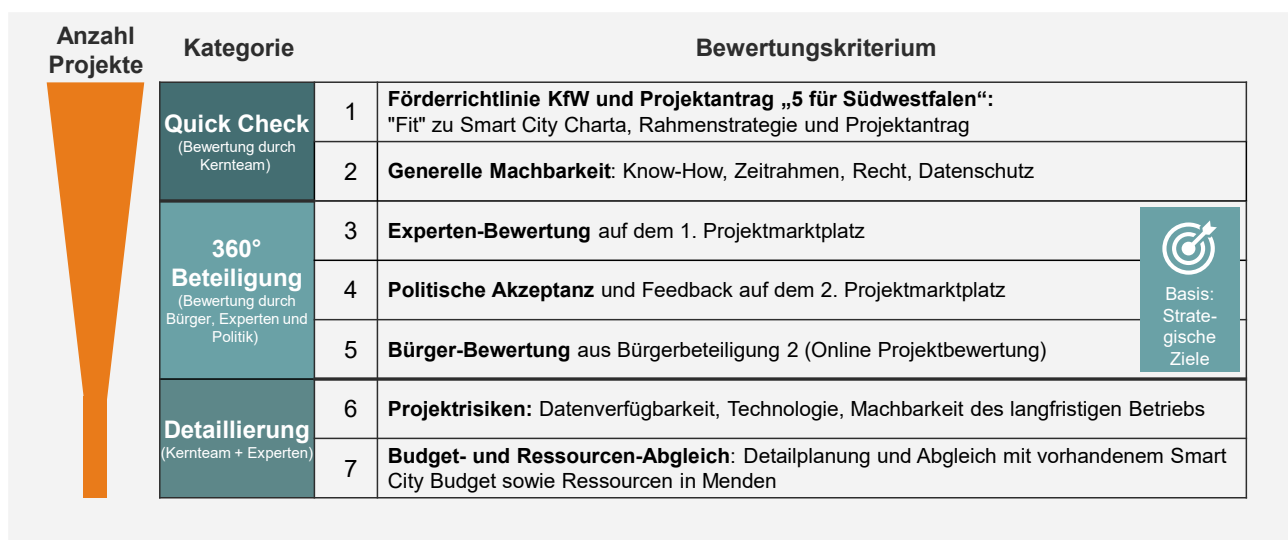 Anzahl
Projekte
Kategorie
Bewertungskriterium
Quick Check
(Bewertung durch
Kernteam)
1
Förderrichtlinie KfW und Projektantrag „5 für Südwestfalen“:
"Fit" zu Smart City Charta, Rahmenstrategie und Projektantrag
2
Generelle Machbarkeit: Know-How, Zeitrahmen, Recht, Datenschutz
360°
Beteiligung
(Bewertung durch
Bürger, Experten und
Politik)
3
Experten-Bewertung auf dem 1. Projektmarktplatz
4
Politische Akzeptanz und Feedback auf dem 2. Projektmarktplatz
5
Bürger-Bewertung aus Bürgerbeteiligung 2 (Online Projektbewertung)
Basis:
Strate-
gische
Ziele
Detaillierung
(Kernteam + Experten)
6
Projektrisiken: Datenverfügbarkeit, Technologie, Machbarkeit des langfristigen Betriebs
7
Budget- und Ressourcen-Abgleich: Detailplanung und Abgleich mit vorhandenem Smart
City Budget sowie Ressourcen in Menden